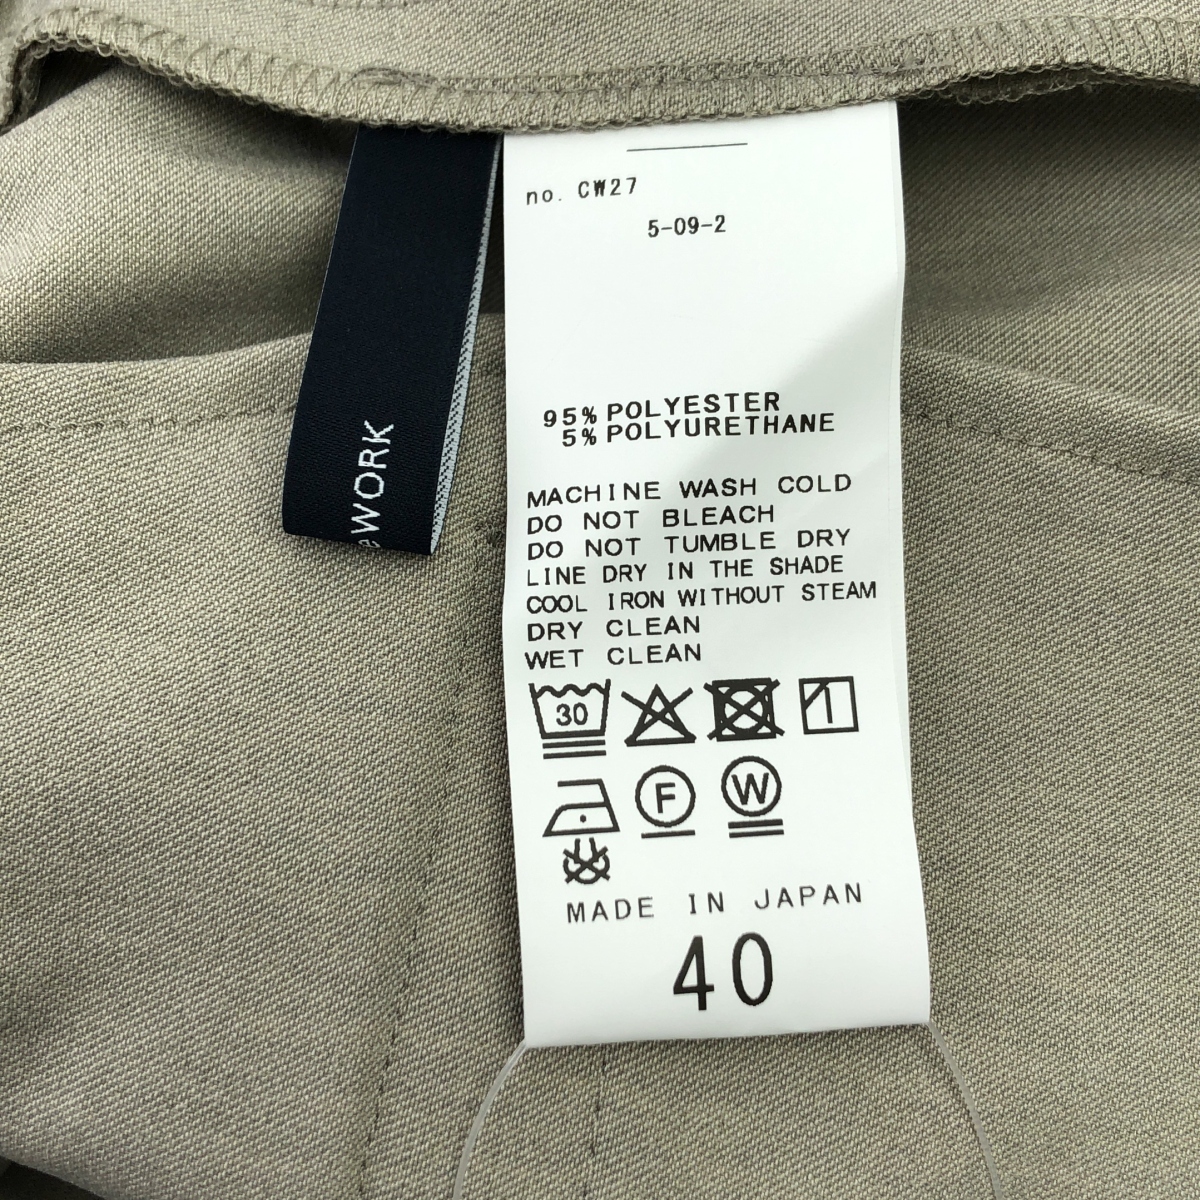 WORK
no. CW27
5-09-2
95% POLYESTER
5% POLYURETHANE
MACHINE WASH COLD
DO NOT BLEACH
DO NOT TUMBLE DRY
LINE DRY IN THE SHADE
COOL IRON WITHOUT STEAM
DRY CLEAN
WET CLEAN
30
F W
MADE IN JAPAN
40